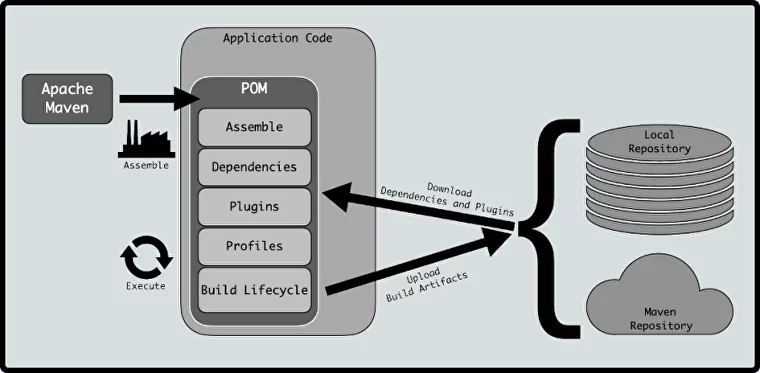 Application Code
Apache
Maven
POM
Assemble
Assemble
Dependencies
Plugins
Profiles
Build Lifecycle
Execute
Download
Dependencies and Plugins
Upload
Build Artifacts
Local
Repository
Maven
Repository